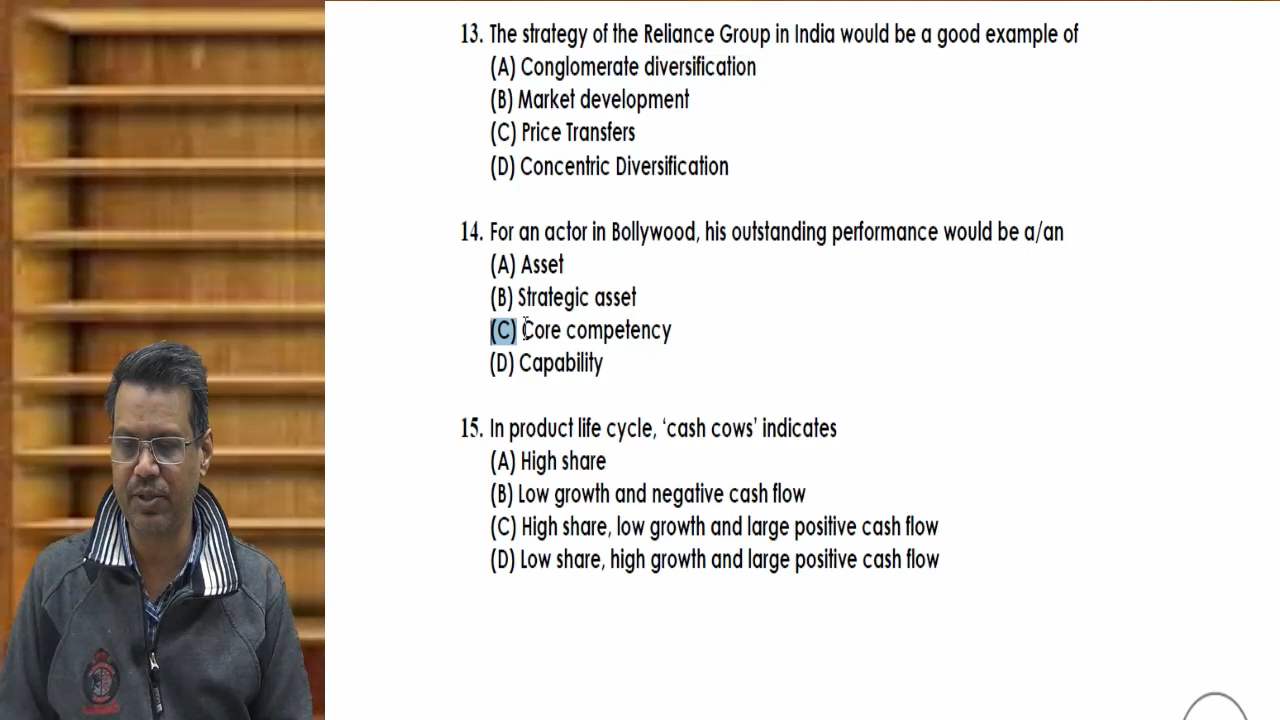 13. The strategy of the Reliance Group in India would be a good example of
(A) Conglomerate diversification
(B) Market development
(C) Price Transfers
(D) Concentric Diversification
14. For an actor in Bollywood, his outstanding performance would be a/an
(A) Asset
(B) Strategic asset
(C) Core competency
(D) Capability
15. In product life cycle, ‘cash cows’ indicates
(A) High share
(B) Low growth and negative cash flow
(C) High share, low growth and large positive cash flow
(D) Low share, high growth and large positive cash flow